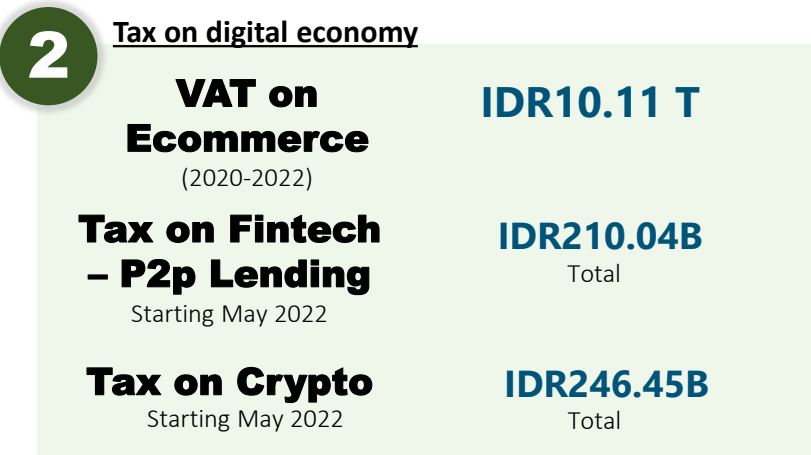 2
Tax on digital economy
VAT on
Ecommerce
(2020-2022)
IDR10.11 T
Tax on Fintech
– P2p Lending
Starting May 2022
IDR210.04B
Total
Tax on Crypto
Starting May 2022
IDR246.45B
Total